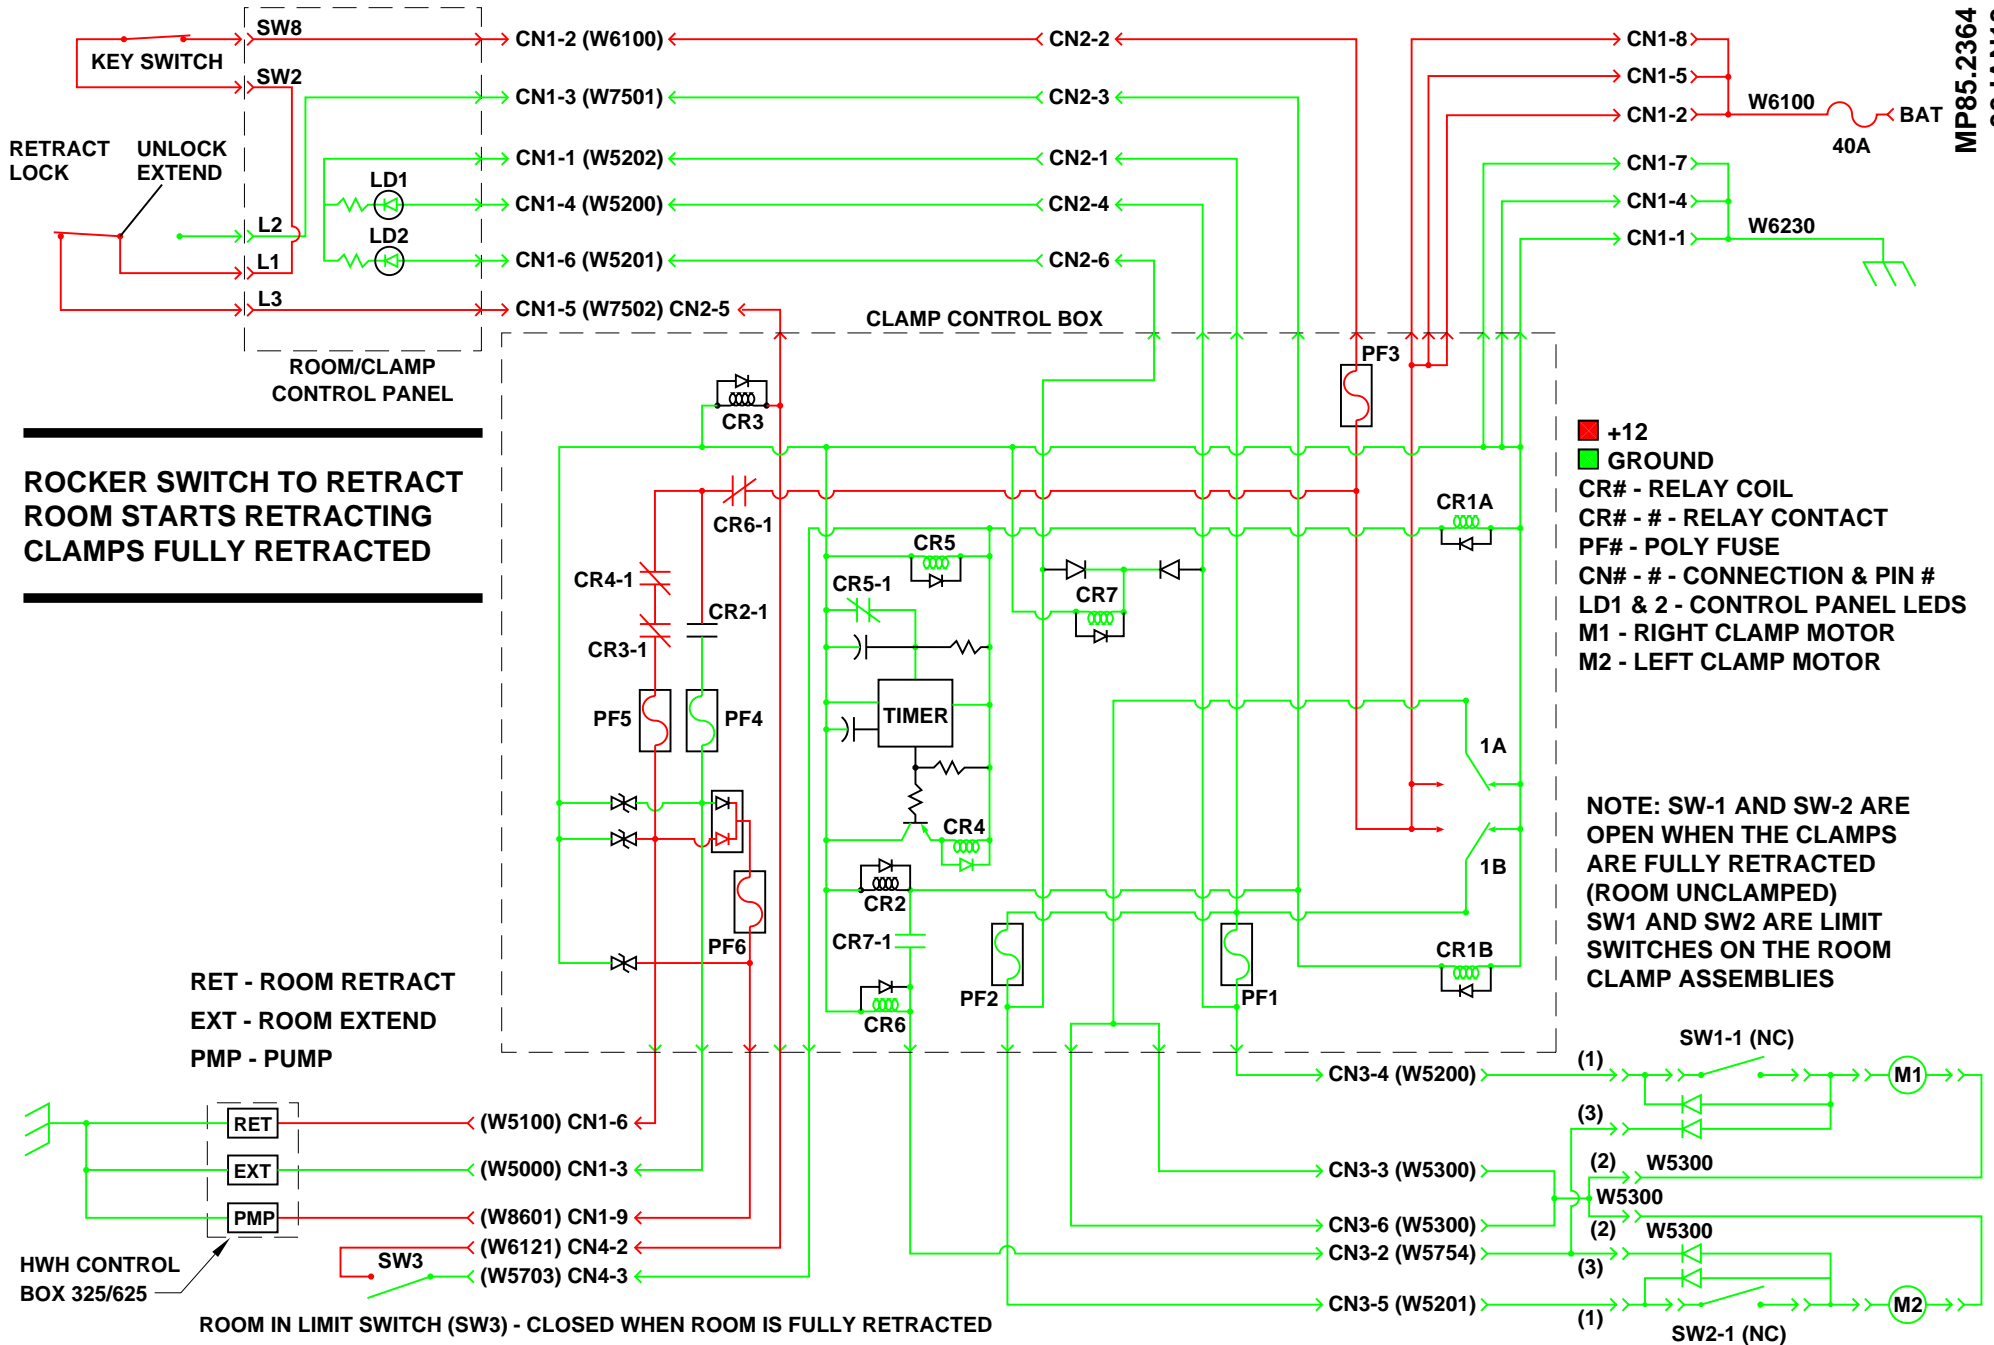 SW8
KEY SWITCH
SW2
RETRACT
LOCK
UNLOCK
EXTEND
LD1
L2
LD2
L1
L3
ROOM/CLAMP
CONTROL PANEL
CN1-2 (W6100)
CN1-3 (W7501)
CN1-1 (W5202)
CN1-4 (W5200)
CN1-6 (W5201)
CN1-5 (W7502) CN2-5
CN2-2
CN2-3
CN2-1
CN2-4
CN2-6
CLAMP CONTROL BOX
CN1-8
CN1-5
CN1-2
CN1-7
CN1-4
CN1-1
W6100
40A
BAT
W6230
MP85.2364
ROCKER SWITCH TO RETRACT
ROOM STARTS RETRACTING
CLAMPS FULLY RETRACTED
PF3
CR3
CR6-1
CR1A
CR5
CR4-1
CR5-1
CR7
CR2-1
CR3-1
PF5
PF4
TIMER
1A
CR4
1B
CR2
PF6
CR7-1
CR1B
PF2
PF1
CR6
+12
GROUND
CR# - RELAY COIL
CR# - # - RELAY CONTACT
PF# - POLY FUSE
CN# - # - CONNECTION & PIN #
LD1 & 2 - CONTROL PANEL LEDS
M1 - RIGHT CLAMP MOTOR
M2 - LEFT CLAMP MOTOR
NOTE: SW-1 AND SW-2 ARE
OPEN WHEN THE CLAMPS
ARE FULLY RETRACTED
(ROOM UNCLAMPED)
SW1 AND SW2 ARE LIMIT
SWITCHES ON THE ROOM
CLAMP ASSEMBLIES
RET - ROOM RETRACT
EXT - ROOM EXTEND
PMP - PUMP
RET
EXT
PMP
HWH CONTROL
BOX 325/625
(W5100) CN1-6
(W5000) CN1-3
(W8601) CN1-9
(W6121) CN4-2
SW3
(W5703) CN4-3
ROOM IN LIMIT SWITCH (SW3) - CLOSED WHEN ROOM IS FULLY RETRACTED
CN3-4 (W5200)
CN3-3 (W5300)
CN3-6 (W5300)
CN3-2 (W5754)
CN3-5 (W5201)
SW1-1 (NC)
(1)
M1
(3)
(2)
W5300
W5300
(2)
W5300
(3)
(1)
M2
SW2-1 (NC)